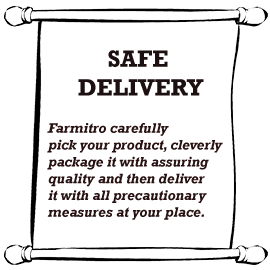 SAFE
DELIVERY
Farmitro carefully
pick your product, cleverly
package it with assuring
quality and then deliver
it with all precautionary
measures at your place.